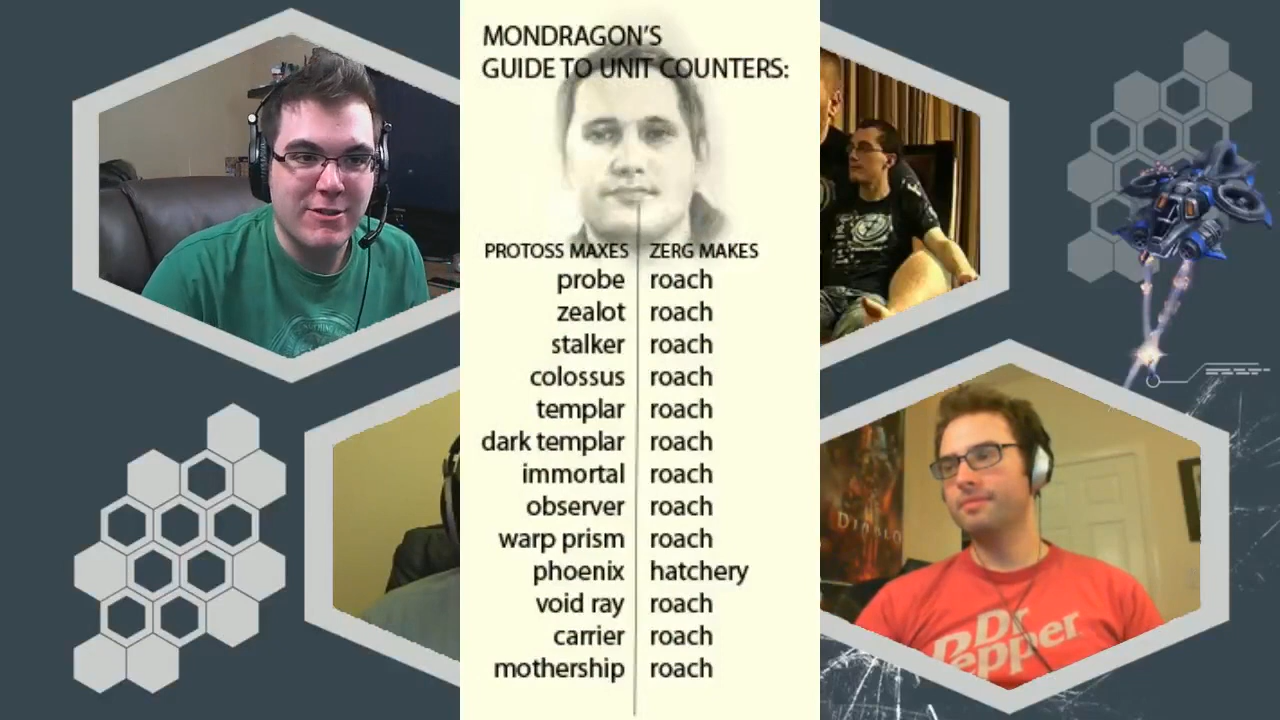 MONDRAGON'S
GUIDE TO UNIT COUNTERS:
PROTOSS MAXES ZERG MAKES
probe roach
zealot roach
stalker roach
colossus roach
templar roach
dark templar roach
immortal roach
observer roach
warp prism roach
phoenix hatchery
void ray roach
carrier roach
mothership roach
DIABLO
Dr
Pepper